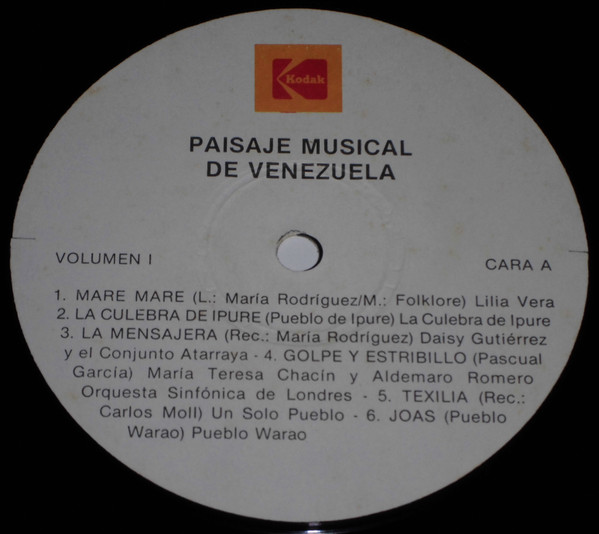 Kodak
PAISAJE MUSICAL
DE VENEZUELA
VOLUMEN I
CARA A
1. MARE MARE (L.: María Rodríguez/M.: Folklore) Lilia Vera
2. LA CULEBRA DE IPURE (Pueblo de Ipure) La Culebra de Ipure
3. LA MENSAJERA (Rec.: María Rodríguez) Daisy Gutiérrez
y el Conjunto Atarraya - 4. GOLPE Y ESTRIBILLO (Pascual
García) María Teresa Chacín y Aldemaro Romero
Orquesta Sinfónica de Londres - 5. TEXILIA (Rec.:
Carlos Moll) Un Solo Pueblo - 6. JOAS (Pueblo
Warao) Pueblo Warao